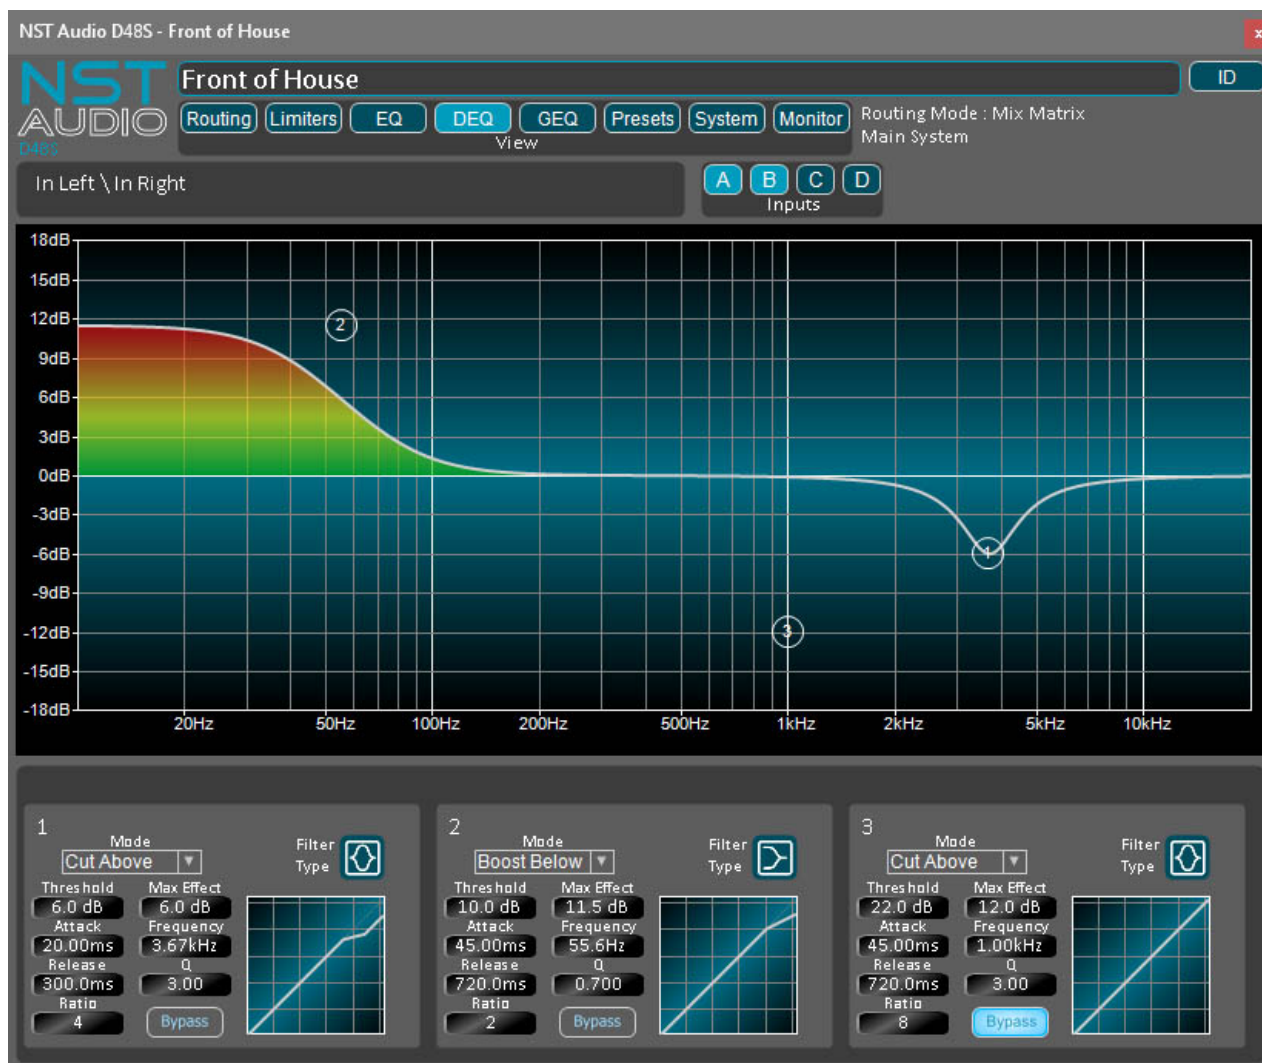 NST Audio D48S - Front of House
x
NST
AUDIO
D48S
Front of House
ID
Routing Limiters EQ DEQ GEQ Presets System Monitor
View
Routing Mode : Mix Matrix
Main System
In Left \ In Right
A B C D
Inputs
18dB
15dB
12dB
9dB
6dB
3dB
0dB
-3dB
-6dB
-9dB
-12dB
-15dB
-18dB
2
1
3
20Hz 50Hz 100Hz 200Hz 500Hz 1kHz 2kHz 5kHz 10kHz
1
Mode
Cut Above
Filter
Type
Threshold Max Effect
6.0 dB 6.0 dB
Attack Frequency
20.00ms 3.67kHz
Release Q
300.0ms 3.00
Ratio
4 Bypass
2
Mode
Boost Below
Filter
Type
Threshold Max Effect
10.0 dB 11.5 dB
Attack Frequency
45.00ms 55.6Hz
Release Q
720.0ms 0.700
Ratio
2 Bypass
3
Mode
Cut Above
Filter
Type
Threshold Max Effect
22.0 dB 12.0 dB
Attack Frequency
45.00ms 1.00kHz
Release Q
720.0ms 3.00
Ratio
8 Bypass